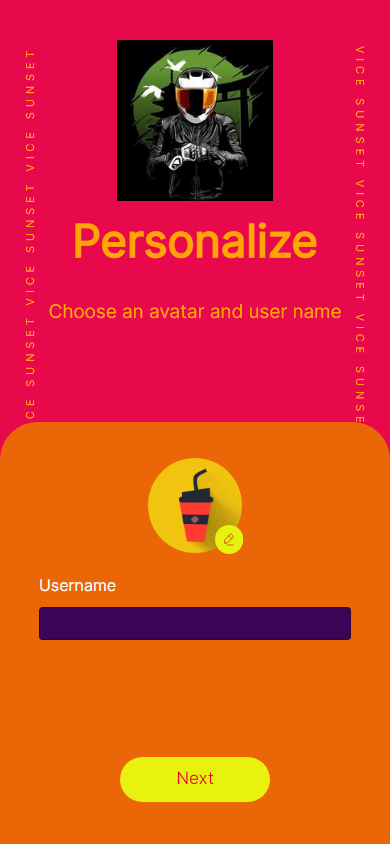 VICE SUNSET VICE SUNSET VICE SUNSET
VICE SUNSET VICE SUNSET VICE SUNSE
Personalize
Choose an avatar and user name
Username
Next